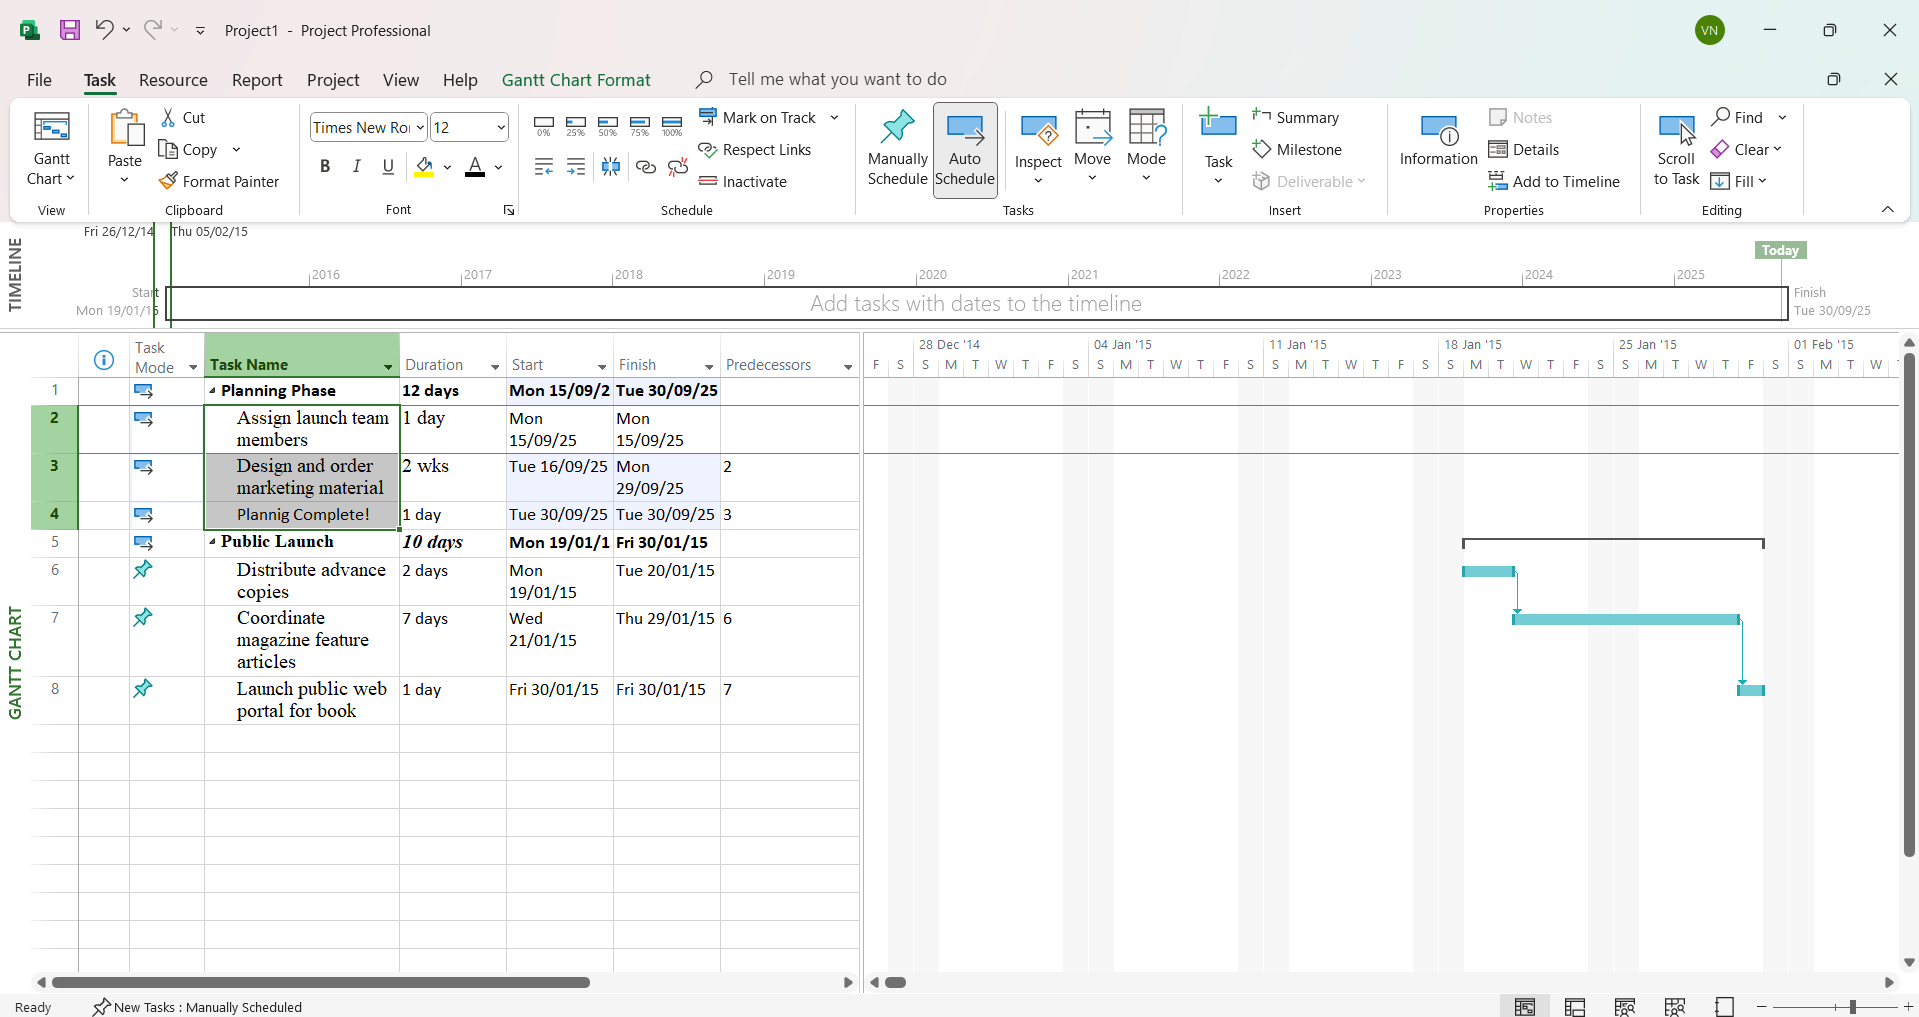 Project1 - Project Professional
VN
File Task Resource Report Project View Help Gantt Chart Format Tell me what you want to do
Gantt Chart
View
Paste
Cut
Copy
Format Painter
Clipboard
Times New Ro 12
B I U A
Font
0% 25% 50% 75% 100%
Mark on Track
Respect Links
Inactivate
Schedule
Manually Schedule
Auto Schedule
Inspect
Move
Mode
Tasks
Task
Summary
Milestone
Deliverable
Insert
Information
Notes
Details
Add to Timeline
Properties
Scroll to Task
Find
Clear
Fill
Editing
TIMELINE
Fri 26/12/14 Thu 05/02/15
Today
2016 2017 2018 2019 2020 2021 2022 2023 2024 2025
Start
Mon 19/01/15
Add tasks with dates to the timeline
Finish
Tue 30/09/25
GANTT CHART
Task Mode Task Name Duration Start Finish Predecessors
1 Planning Phase 12 days Mon 15/09/2 Tue 30/09/25
2 Assign launch team members 1 day Mon 15/09/25 Mon 15/09/25
3 Design and order marketing material 2 wks Tue 16/09/25 Mon 29/09/25 2
4 Plannig Complete! 1 day Tue 30/09/25 Tue 30/09/25 3
5 Public Launch 10 days Mon 19/01/1 Fri 30/01/15
6 Distribute advance copies 2 days Mon 19/01/15 Tue 20/01/15
7 Coordinate magazine feature articles 7 days Wed 21/01/15 Thu 29/01/15 6
8 Launch public web portal for book 1 day Fri 30/01/15 Fri 30/01/15 7
28 Dec '14 04 Jan '15 11 Jan '15 18 Jan '15 25 Jan '15 01 Feb '15
F S S M T W T F S S M T W T F S S M T W T F S S M T W T F S S M T W T F S S M T W
Ready New Tasks : Manually Scheduled